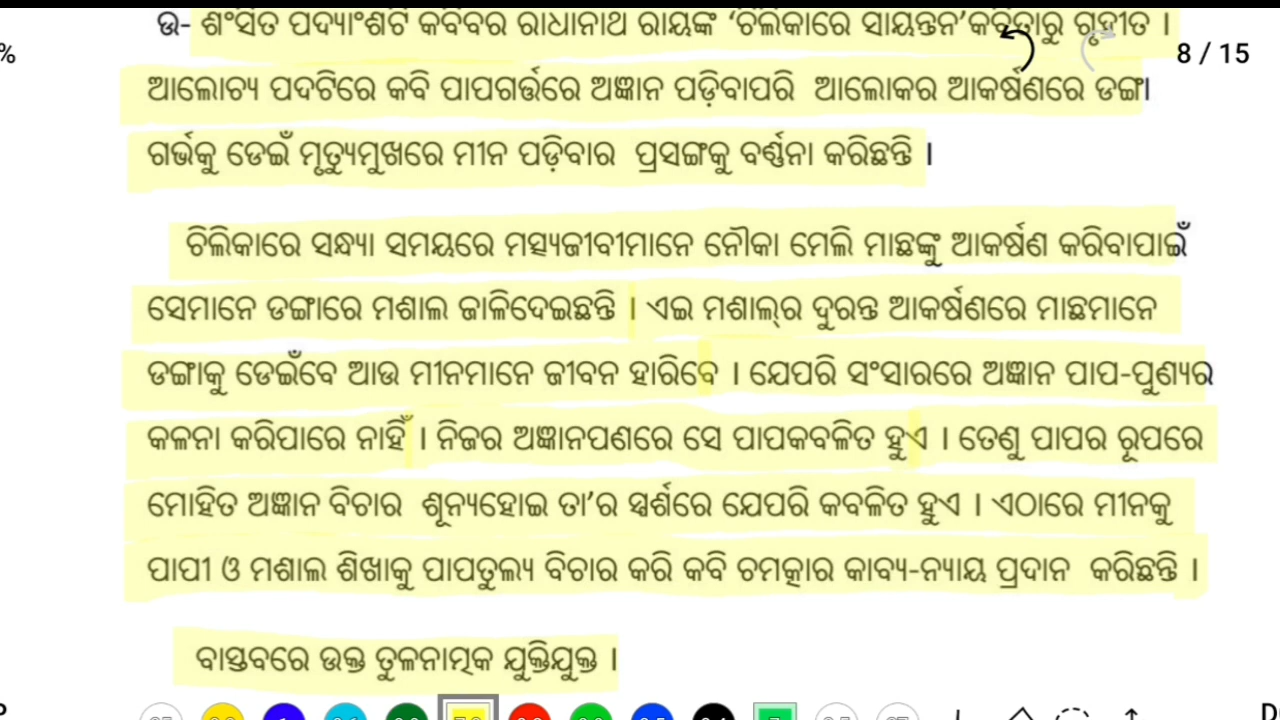 ଉ- ଶଂସିତ ପଦ୍ୟାଂଶଟି କବିବର ରାଧାନାଥ ରାୟଙ୍କ ‘ଚିଲିକାରେ ସାୟନ୍ତନ’କବିତାରୁ ଗୃହୀତ ।
8 / 15
ଆଲୋଚ୍ୟ ପଦଟିରେ କବି ପାପଗର୍ତ୍ତରେ ଅଜ୍ଞାନ ପଡ଼ିବାପରି ଆଲୋକର ଆକର୍ଷଣରେ ଡଙ୍ଗା
ଗର୍ଭକୁ ଡେଇଁ ମୃତ୍ୟୁମୁଖରେ ମୀନ ପଡ଼ିବାର ପ୍ରସଙ୍ଗକୁ ବର୍ଣ୍ଣନା କରିଛନ୍ତି ।
ଚିଲିକାରେ ସନ୍ଧ୍ୟା ସମୟରେ ମତ୍ସ୍ୟଜୀବୀମାନେ ନୌକା ମେଲି ମାଛଙ୍କୁ ଆକର୍ଷଣ କରିବାପାଇଁ
ସେମାନେ ଡଙ୍ଗାରେ ମଶାଲ ଜାଳିଦେଇଛନ୍ତି । ଏଇ ମଶାଲ୍‌ର ଦୁରନ୍ତ ଆକର୍ଷଣରେ ମାଛମାନେ
ଡଙ୍ଗାକୁ ଡେଇଁବେ ଆଉ ମୀନମାନେ ଜୀବନ ହାରିବେ । ଯେପରି ସଂସାରରେ ଅଜ୍ଞାନ ପାପ-ପୁଣ୍ୟର
କଳନା କରିପାରେ ନାହିଁ । ନିଜର ଅଜ୍ଞାନପଣରେ ସେ ପାପକବଳିତ ହୁଏ । ତେଣୁ ପାପର ରୂପରେ
ମୋହିତ ଅଜ୍ଞାନ ବିଚାର ଶୂନ୍ୟହୋଇ ତା’ର ସ୍ପର୍ଶରେ ଯେପରି କବଳିତ ହୁଏ । ଏଠାରେ ମୀନକୁ
ପାପୀ ଓ ମଶାଲ ଶିଖାକୁ ପାପତୁଲ୍ୟ ବିଚାର କରି କବି ଚମତ୍କାର କାବ୍ୟ-ନ୍ୟାୟ ପ୍ରଦାନ କରିଛନ୍ତି ।
ବାସ୍ତବରେ ଉକ୍ତ ତୁଳନାତ୍ମକ ଯୁକ୍ତିଯୁକ୍ତ ।